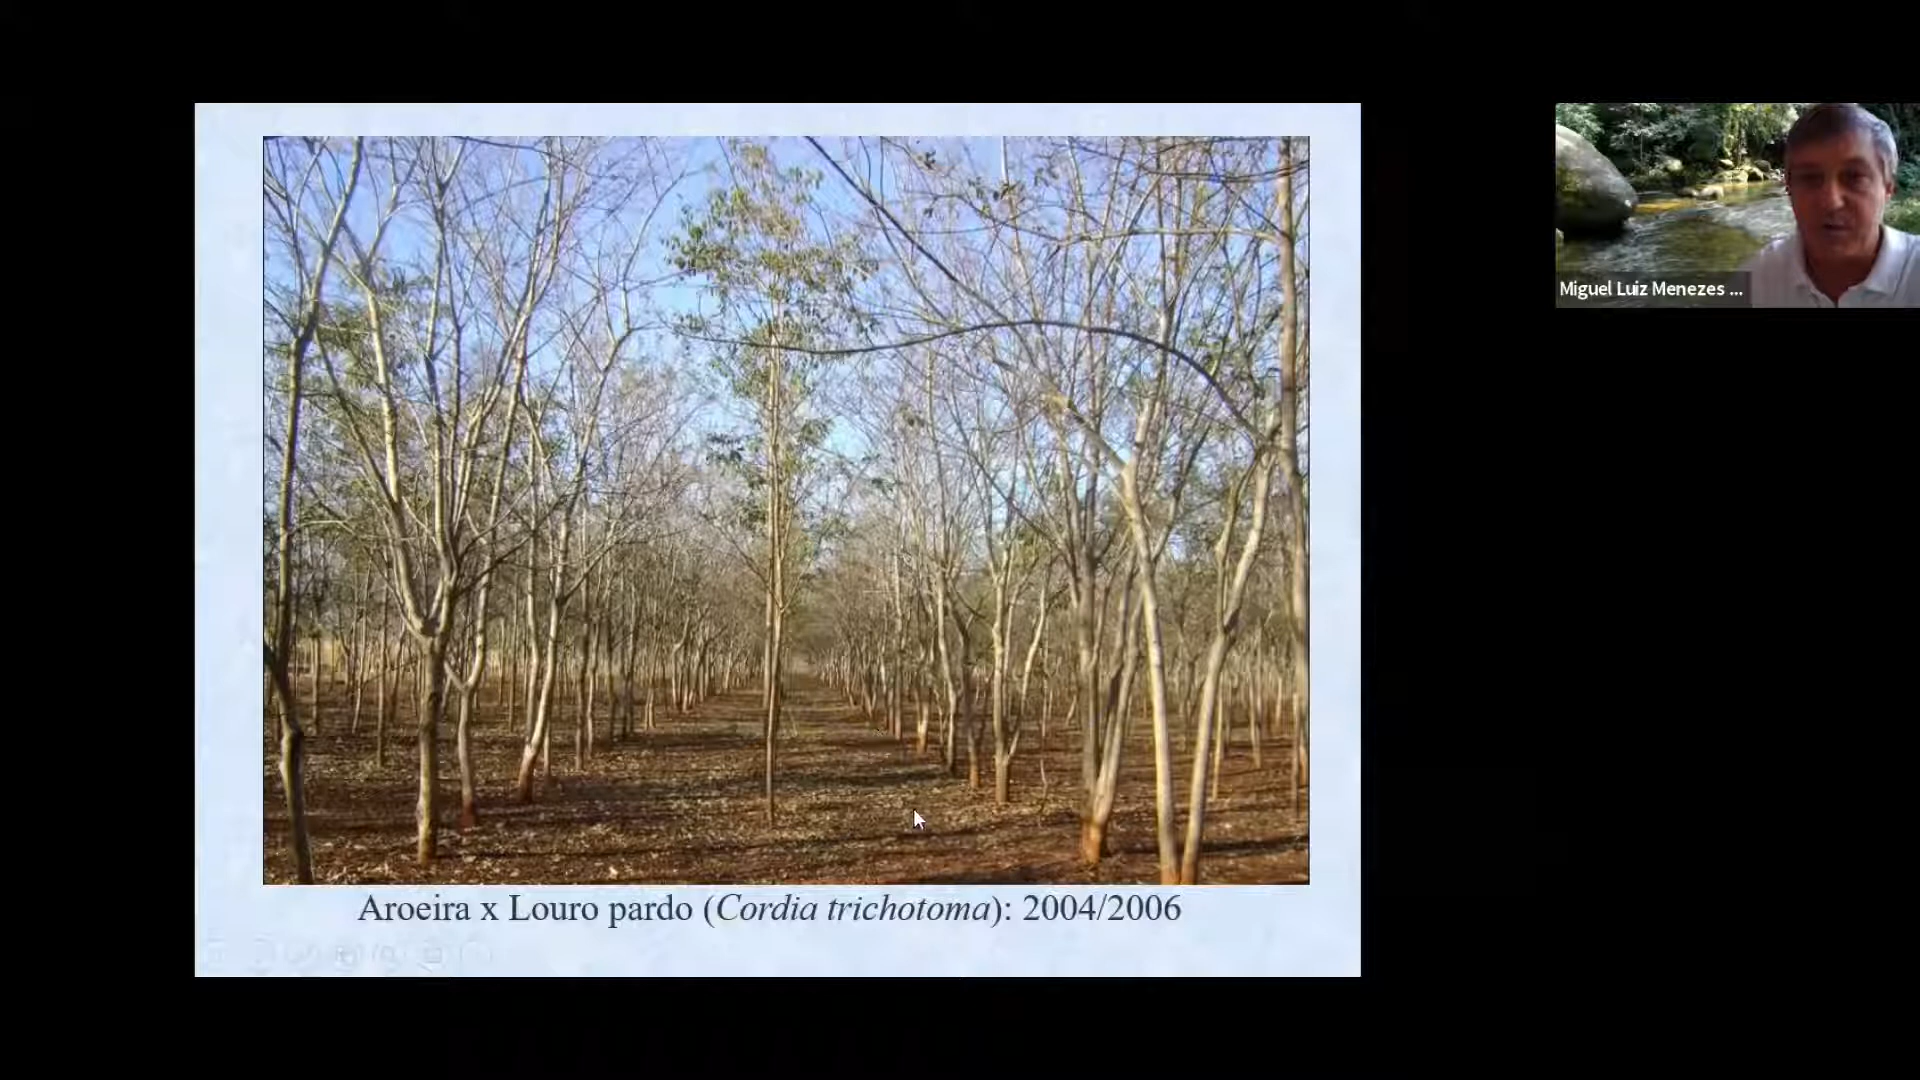 Miguel Luiz Menezes ...
Aroeira x Louro pardo (Cordia trichotoma): 2004/2006